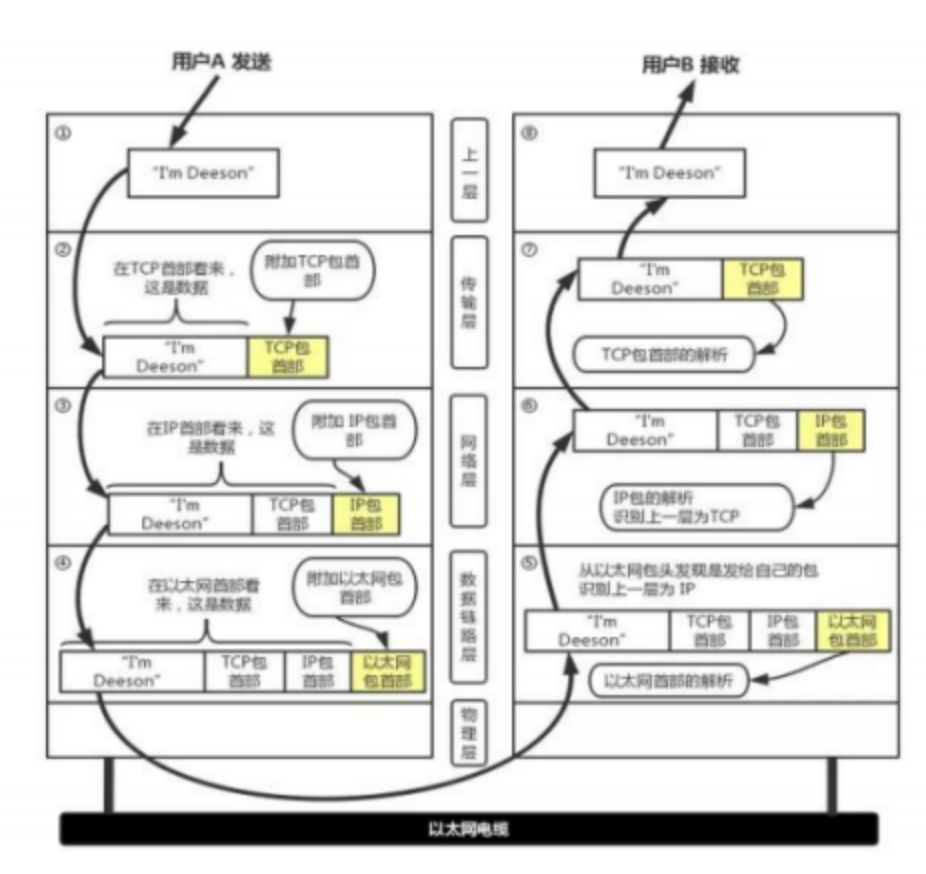 用户A 发送
①
"I'm Deeson"
②
在TCP首部看来，
这是数据
附加TCP包首
部
"I'm
Deeson"
TCP包
首部
③
在IP首部看来，这
是数据
附加 IP包首
部
"I'm
Deeson"
TCP包
首部
IP包
首部
④
在以太网首部看
来，这是数据
附加以太网包
首部
"I'm
Deeson"
TCP包
首部
IP包
首部
以太网
包首部
上一层
传输层
网络层
数据链路层
物理层
用户B 接收
⑧
"I'm Deeson"
⑦
"I'm
Deeson"
TCP包
首部
TCP包首部的解析
⑥
"I'm
Deeson"
TCP包
首部
IP包
首部
IP包的解析
识别上一层为TCP
⑤
从以太网包头发现是发给自己的包
识别上一层为 IP
"I'm
Deeson"
TCP包
首部
IP包
首部
以太网
包首部
以太网首部的解析
以太网电缆